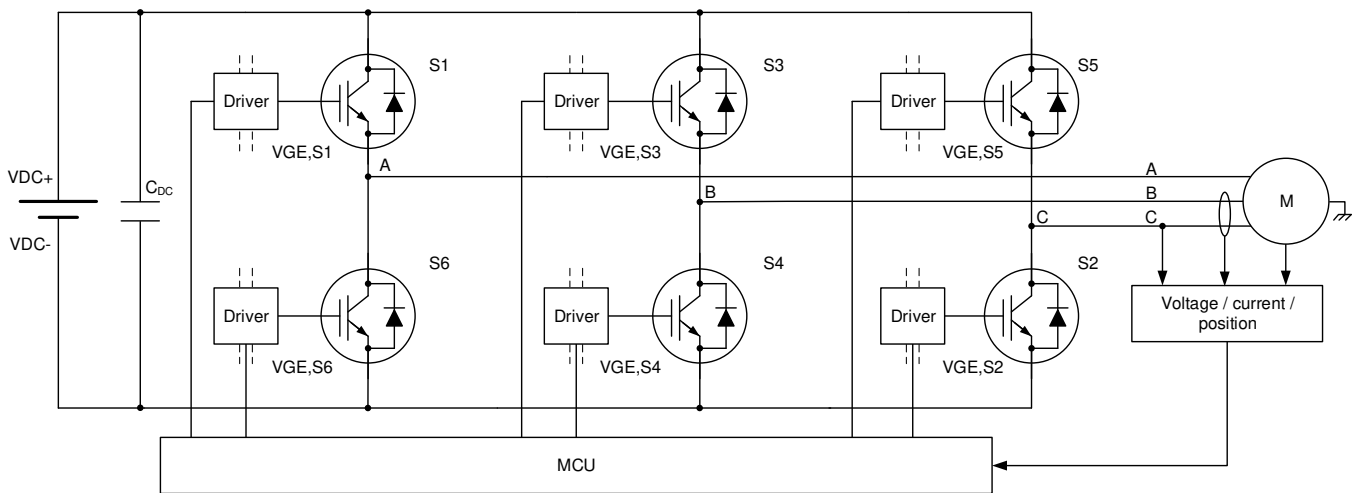 S1
S3
S5
Driver
Driver
Driver
VGE,S1
VGE,S3
VGE,S5
A
A
VDC+
CDC
B
B
M
VDC-
C
C
S6
S4
S2
Driver
Driver
Driver
Voltage / current /
position
VGE,S6
VGE,S4
VGE,S2
MCU